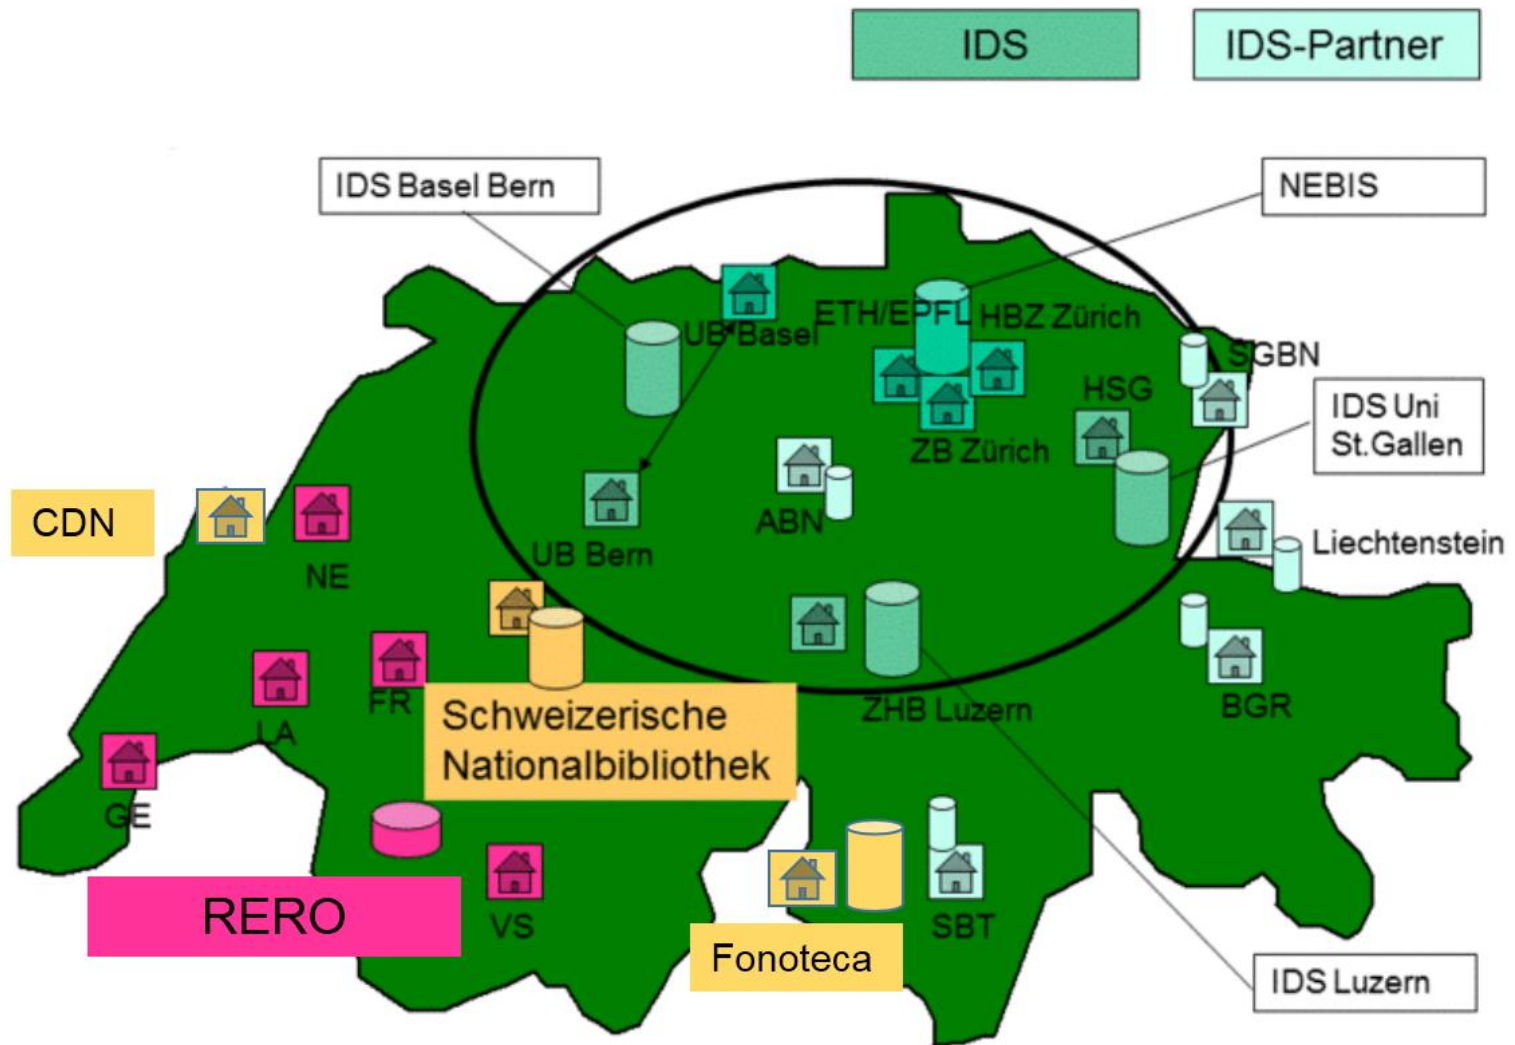 IDS
IDS-Partner
IDS Basel Bern
NEBIS
UB Basel
ETH/EPFL
HBZ Zürich
SGBN
HSG
IDS Uni
St.Gallen
ZB Zürich
CDN
NE
ABN
UB Bern
Liechtenstein
FR
LA
Schweizerische
Nationalbibliothek
ZHB Luzern
BGR
GE
RERO
VS
SBT
Fonoteca
IDS Luzern